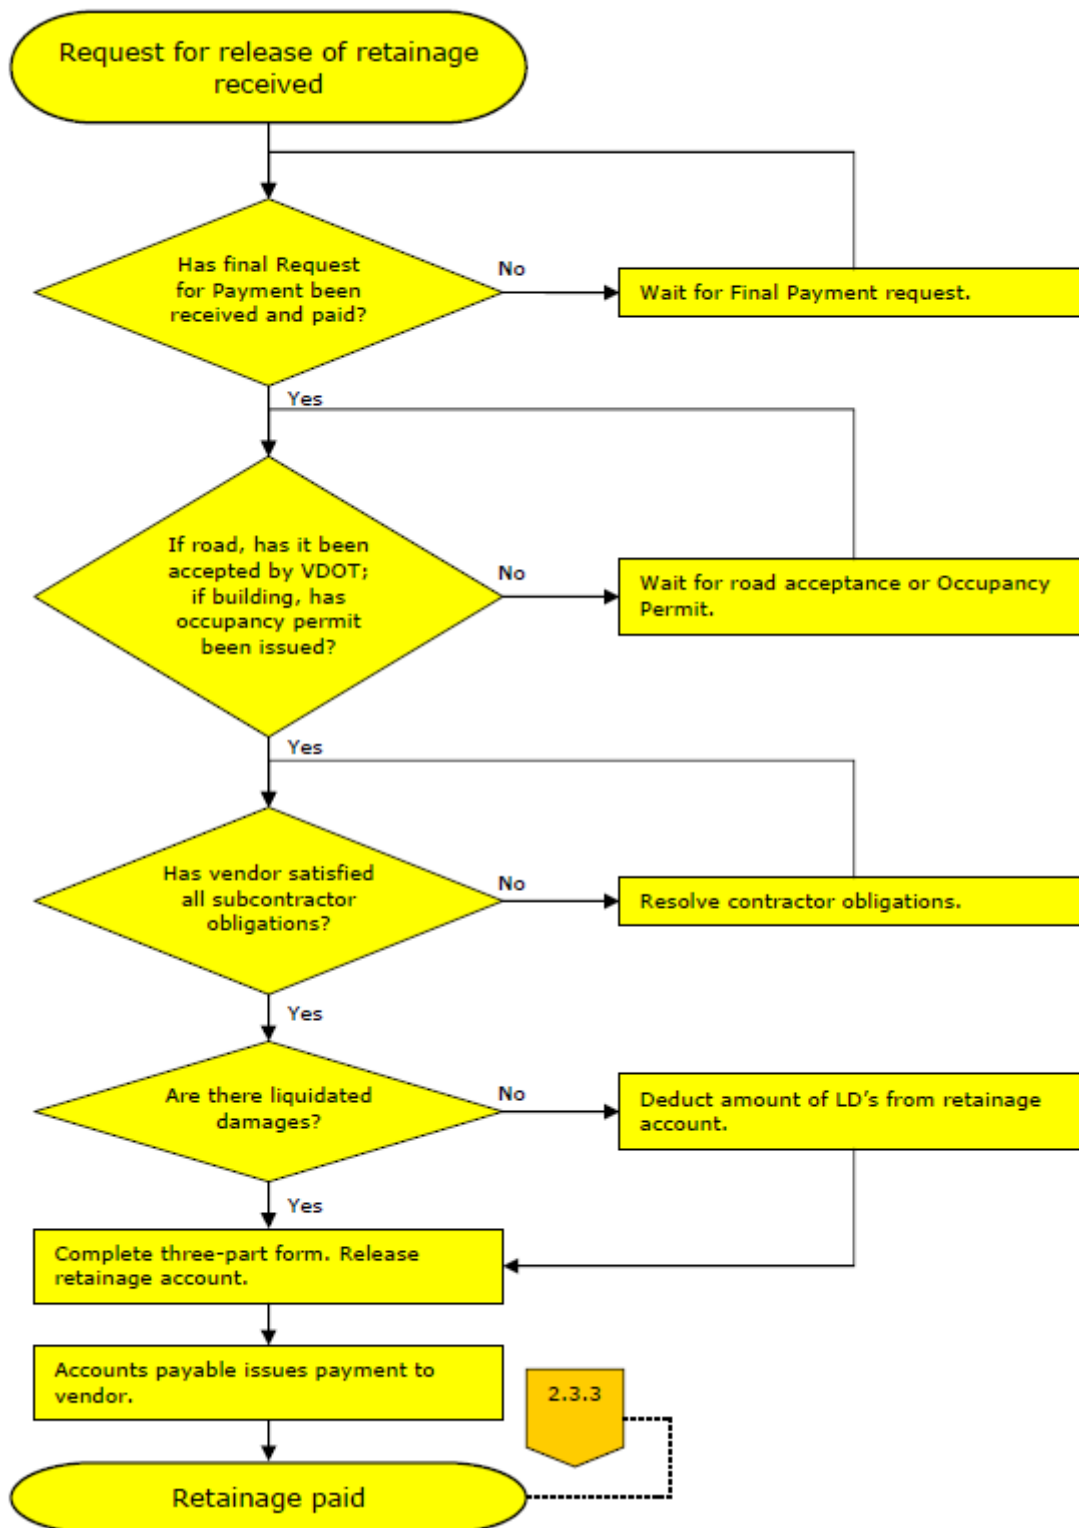 Request for release of retainage
received
Has final Request
for Payment been
received and paid?
No
Wait for Final Payment request.
Yes
If road, has it been
accepted by VDOT;
if building, has
occupancy permit
been issued?
No
Wait for road acceptance or Occupancy
Permit.
Yes
Has vendor satisfied
all subcontractor
obligations?
No
Resolve contractor obligations.
Yes
Are there liquidated
damages?
No
Deduct amount of LD's from retainage
account.
Yes
Complete three-part form. Release
retainage account.
Accounts payable issues payment to
vendor.
2.3.3
Retainage paid